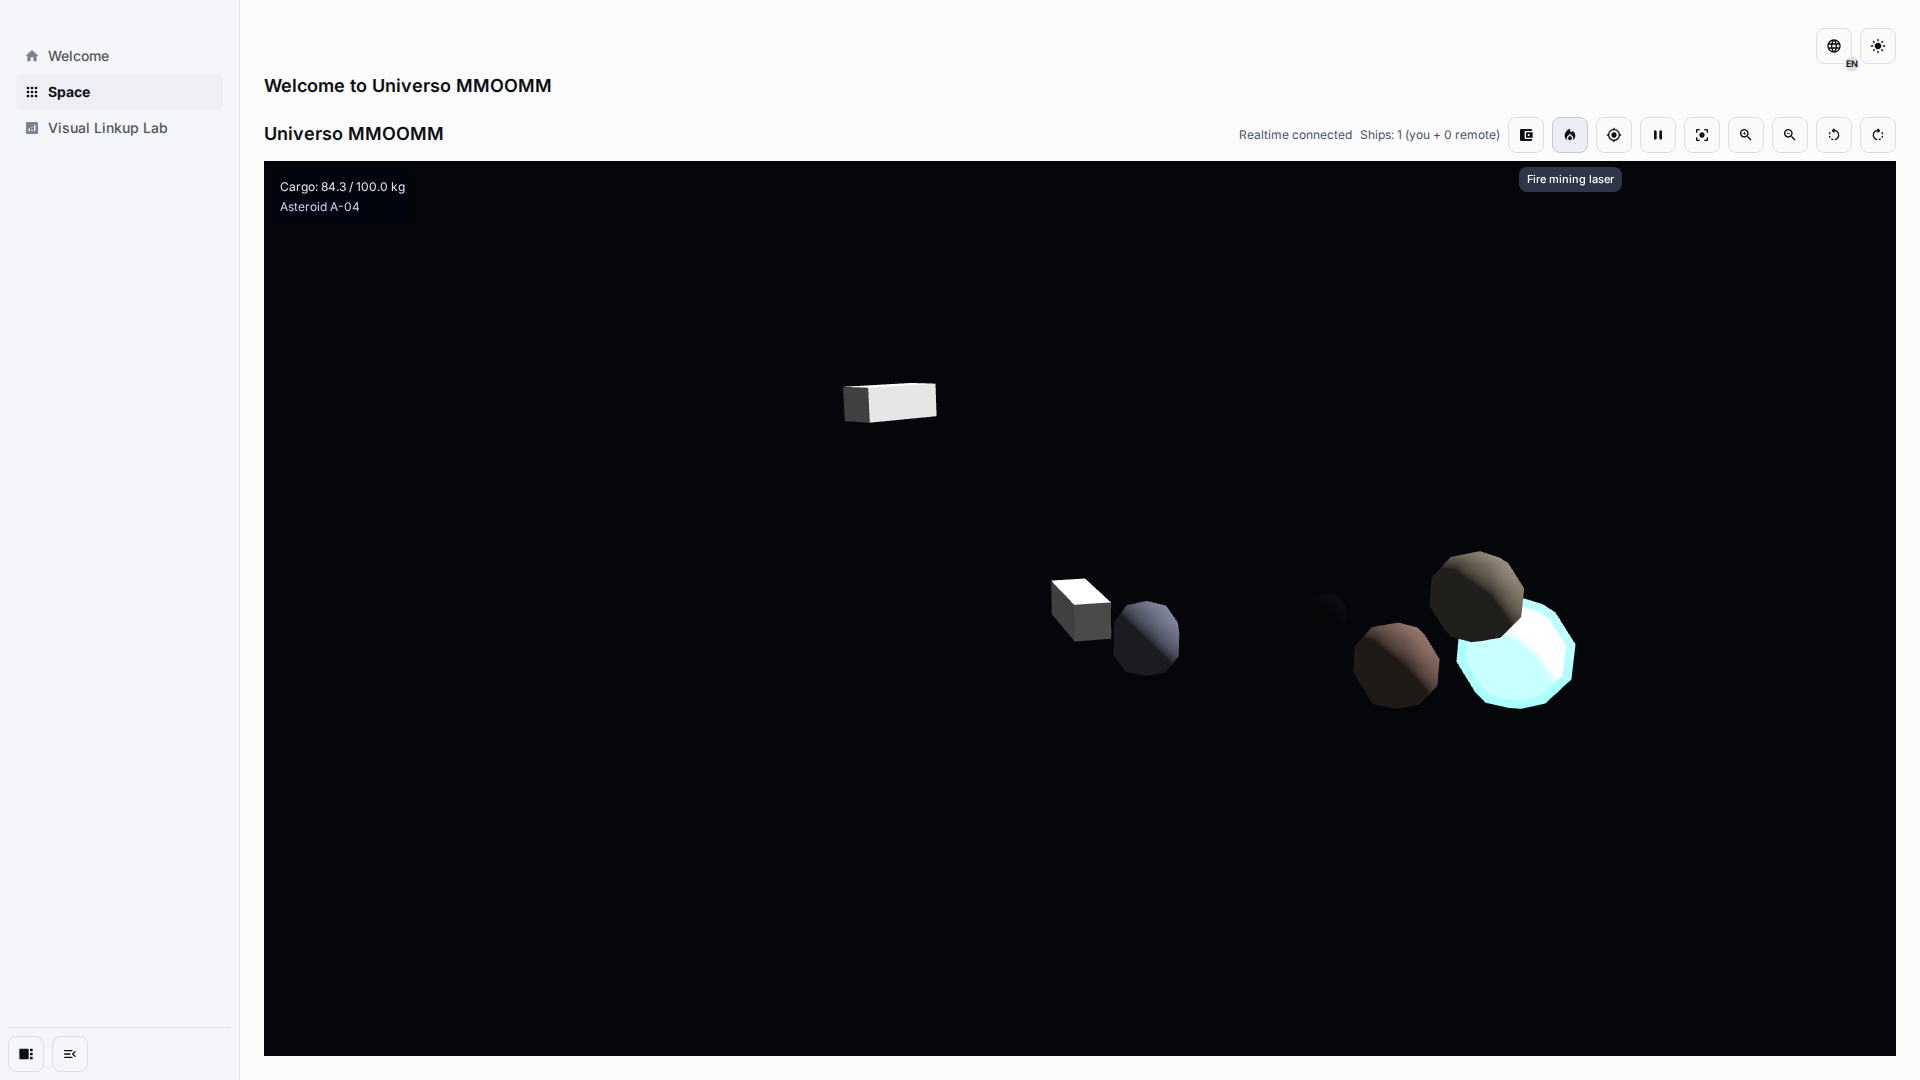 Welcome
Space
Visual Linkup Lab
EN
Welcome to Universo MMOOMM
Universo MMOOMM
Realtime connected Ships: 1 (you + 0 remote)
Fire mining laser
Cargo: 84.3 / 100.0 kg
Asteroid A-04